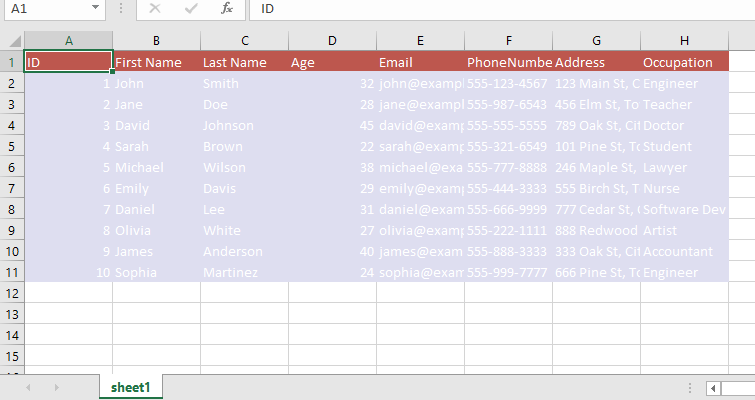 A1 fx ID
A B C D E F G H
1 ID First Name Last Name Age Email PhoneNumbe Address Occupation
2 1 John Smith 32 john@exampl 555-123-4567 123 Main St, C Engineer
3 2 Jane Doe 28 jane@examp 555-987-6543 456 Elm St, To Teacher
4 3 David Johnson 45 david@examp 555-555-5555 789 Oak St, Cit Doctor
5 4 Sarah Brown 22 sarah@examp 555-321-6549 101 Pine St, To Student
6 5 Michael Wilson 38 michael@exa 555-777-8888 246 Maple St, Lawyer
7 6 Emily Davis 29 emily@examp 555-444-3333 555 Birch St, T Nurse
8 7 Daniel Lee 31 daniel@exam 555-666-9999 777 Cedar St, Software Dev
9 8 Olivia White 27 olivia@examp 555-222-1111 888 Redwood Artist
10 9 James Anderson 40 james@exam 555-888-3333 333 Oak St, Cit Accountant
11 10 Sophia Martinez 24 sophia@exam 555-999-7777 666 Pine St, To Engineer
12
13
14
15
sheet1